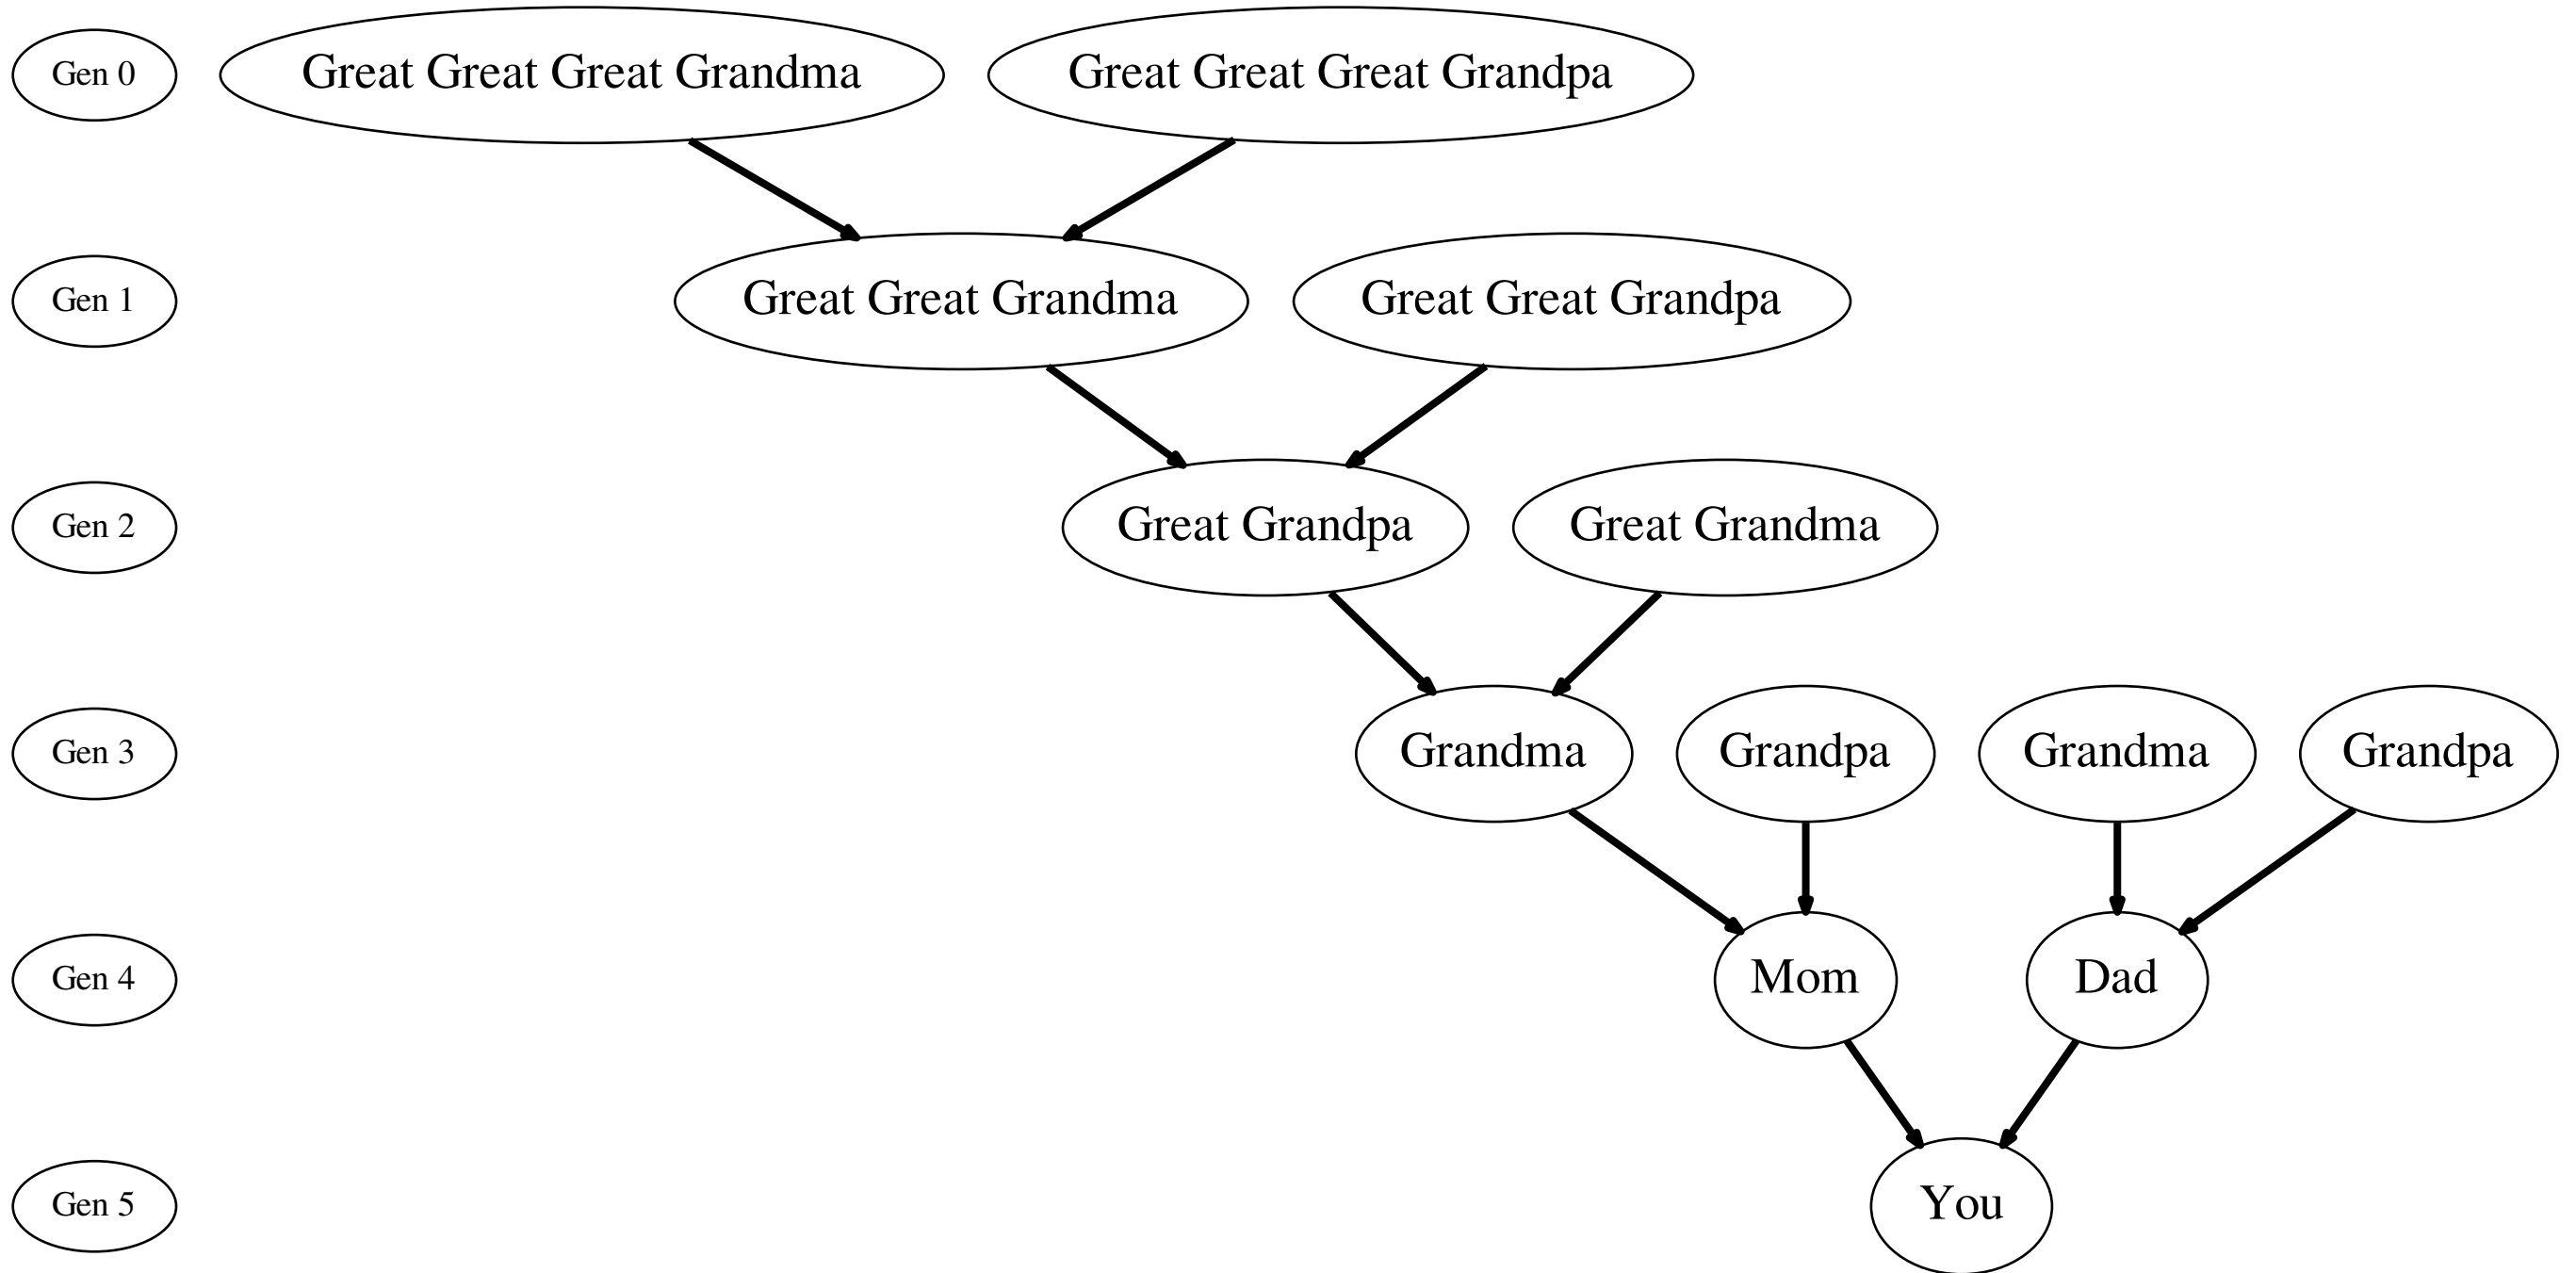 Gen 0
Great Great Great Grandma
Great Great Great Grandpa
Gen 1
Great Great Grandma
Great Great Grandpa
Gen 2
Great Grandpa
Great Grandma
Gen 3
Grandma
Grandpa
Grandma
Grandpa
Gen 4
Mom
Dad
Gen 5
You